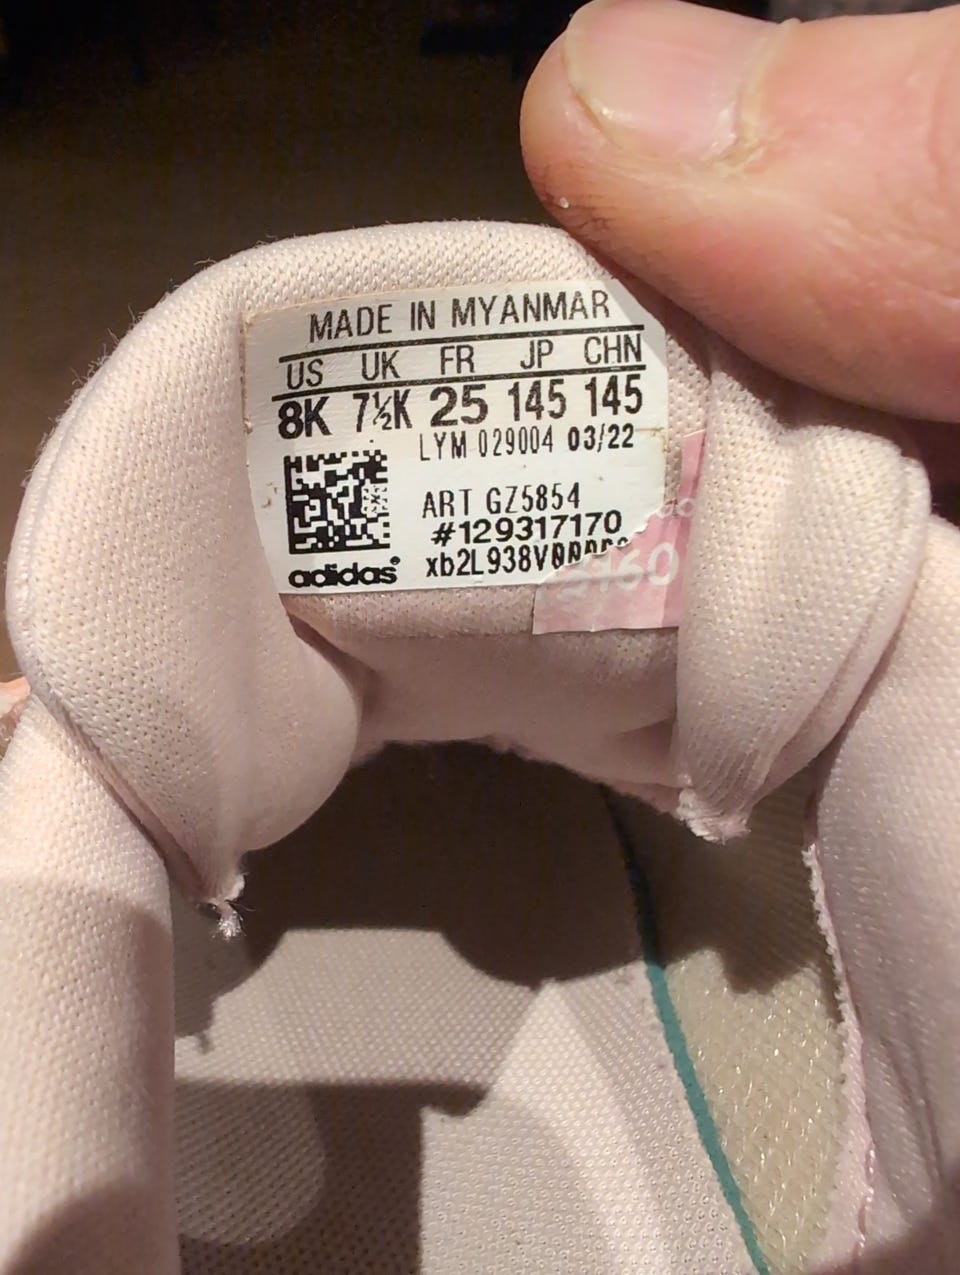 MADE IN MYANMAR
US UK FR JP CHN
8K 7½K 25 145 145
LYM 029004 03/22
ART GZ5854
#129317170
adidas®